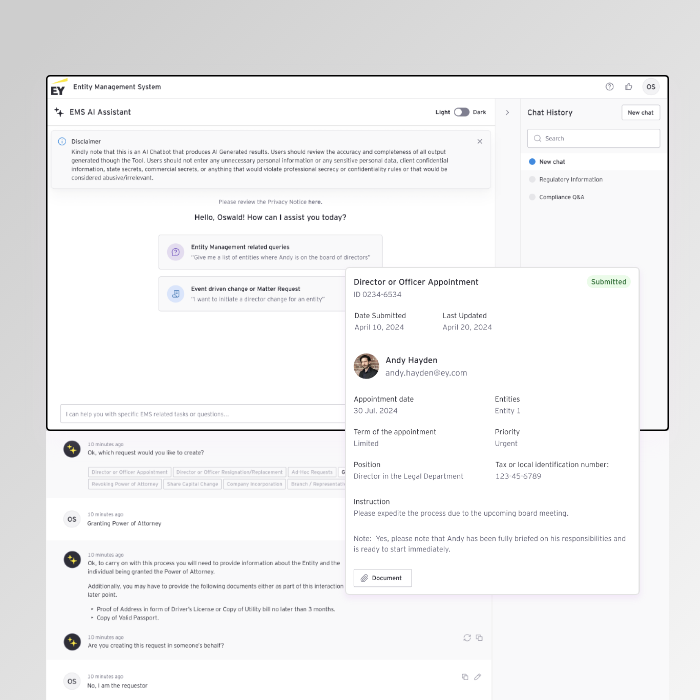 EY
Entity Management System
OS
EMS AI Assistant
Light
Dark
Chat History
New chat
Disclaimer
Kindly note that this is an AI Chatbot that produces AI Generated results. Users should review the accuracy and completeness of all output
generated though the Tool. Users should not enter any unnecessary personal information or any sensitive personal data, client confidential
information, state secrets, commercial secrets, or anything that would violate professional secrecy or confidentiality rules or that would be
considered abusive/irrelevant.
Search
New chat
Regulatory Information
Compliance Q&A
Please review the Privacy Notice here.
Hello, Oswald! How can I assist you today?
Entity Management related queries
"Give me a list of entities where Andy is on the board of directors"
Event driven change or Matter Request
"I want to initiate a director change for an entity"
I can help you with specific EMS related tasks or questions...
Director or Officer Appointment
Submitted
ID 0234-6534
Date Submitted
Last Updated
April 10, 2024
April 20, 2024
Andy Hayden
andy.hayden@ey.com
Appointment date
Entities
30 Jul. 2024
Entity 1
Term of the appointment
Priority
Limited
Urgent
Position
Tax or local identification number:
Director in the Legal Department
123-45-6789
Instruction
Please expedite the process due to the upcoming board meeting.
Note: Yes, please note that Andy has been fully briefed on his responsibilities and
is ready to start immediately.
Document
10 minutes ago
Ok, which request would you like to create?
Director or Officer Appointment
Director or Officer Resignation/Replacement
Ad-Hoc Requests
Revoking Power of Attorney
Share Capital Change
Company Incorporation
OS
10 minutes ago
Granting Power of Attorney
10 minutes ago
Ok, to carry on with this process you will need to provide information about the Entity and the
individual being granted the Power of Attorney.
Additionally, you may have to provide the following documents either as part of this interaction
later point.
• Proof of Address in form of Driver's License or Copy of Utility bill no later than 3 months.
• Copy of Valid Passport.
10 minutes ago
Are you creating this request in someone's behalf?
OS
10 minutes ago
No, I am the requestor